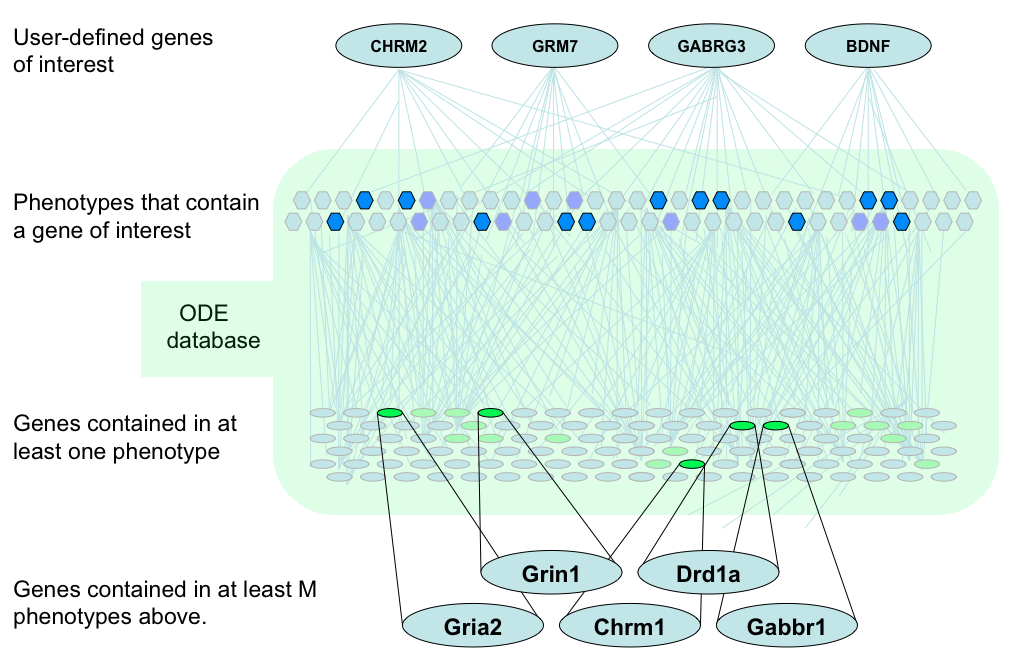 User-defined genes
of interest
CHRM2
GRM7
GABRG3
BDNF
Phenotypes that contain
a gene of interest
ODE
database
Genes contained in at
least one phenotype
Genes contained in at least M
phenotypes above.
Grin1
Drd1a
Gria2
Chrm1
Gabbr1